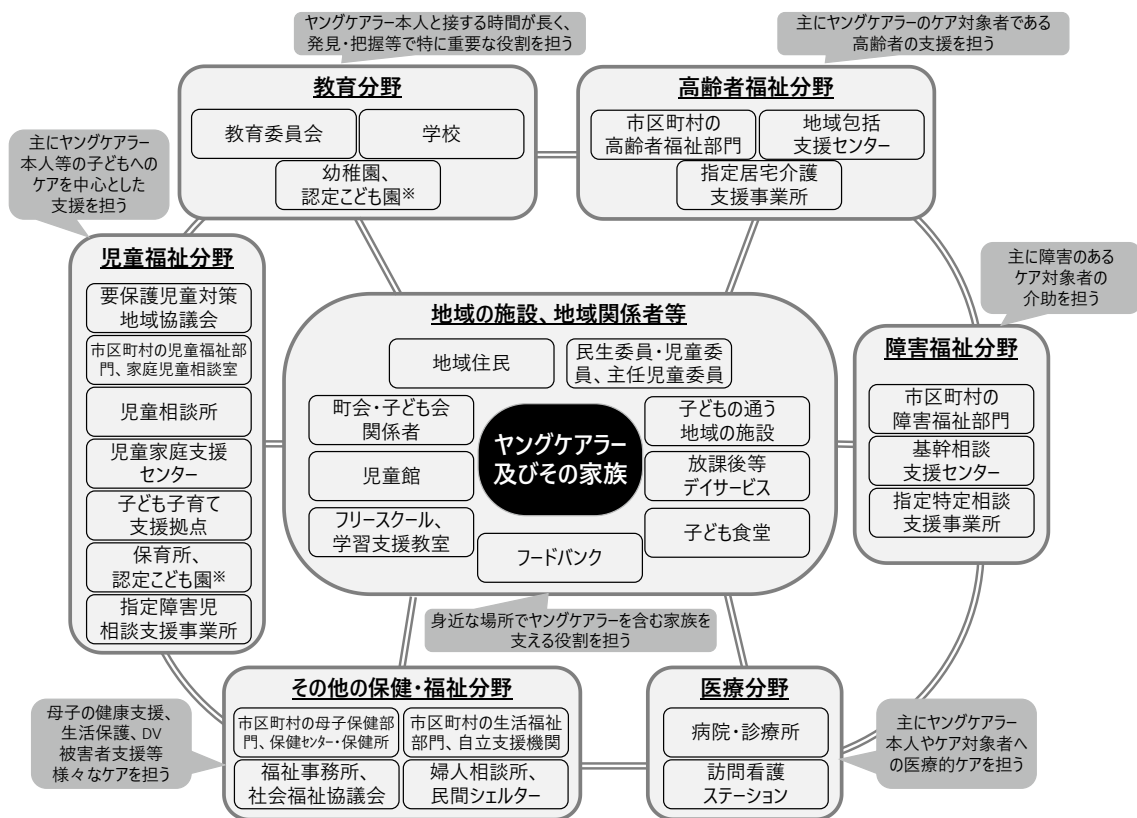 ヤングケアラー本人と接する時間が長く、
発見・把握等で特に重要な役割を担う
主にヤングケアラーのケア対象者である
高齢者の支援を担う
教育分野
教育委員会
学校
幼稚園、
認定こども園※
高齢者福祉分野
市区町村の
高齢者福祉部門
地域包括
支援センター
指定居宅介護
支援事業所
主にヤングケアラー
本人等の子どもへの
ケアを中心とした
支援を担う
児童福祉分野
要保護児童対策
地域協議会
市区町村の児童福祉部
門、家庭児童相談室
児童相談所
児童家庭支援
センター
子ども子育て
支援拠点
保育所、
認定こども園※
指定障害児
相談支援事業所
主に障害のある
ケア対象者の
介助を担う
障害福祉分野
市区町村の
障害福祉部門
基幹相談
支援センター
指定特定相談
支援事業所
地域の施設、地域関係者等
地域住民
民生委員・児童委
員、主任児童委員
町会・子ども会
関係者
児童館
フリースクール、
学習支援教室
ヤングケアラー
及びその家族
子どもの通う
地域の施設
放課後等
デイサービス
子ども食堂
フードバンク
身近な場所でヤングケアラーを含む家族を
支える役割を担う
母子の健康支援、
生活保護、DV
被害者支援等
様々なケアを担う
その他の保健・福祉分野
市区町村の母子保健部
門、保健センター・保健所
市区町村の生活福祉
部門、自立支援機関
福祉事務所、
社会福祉協議会
婦人相談所、
民間シェルター
医療分野
病院・診療所
訪問看護
ステーション
主にヤングケアラー
本人やケア対象者へ
の医療的ケアを担う